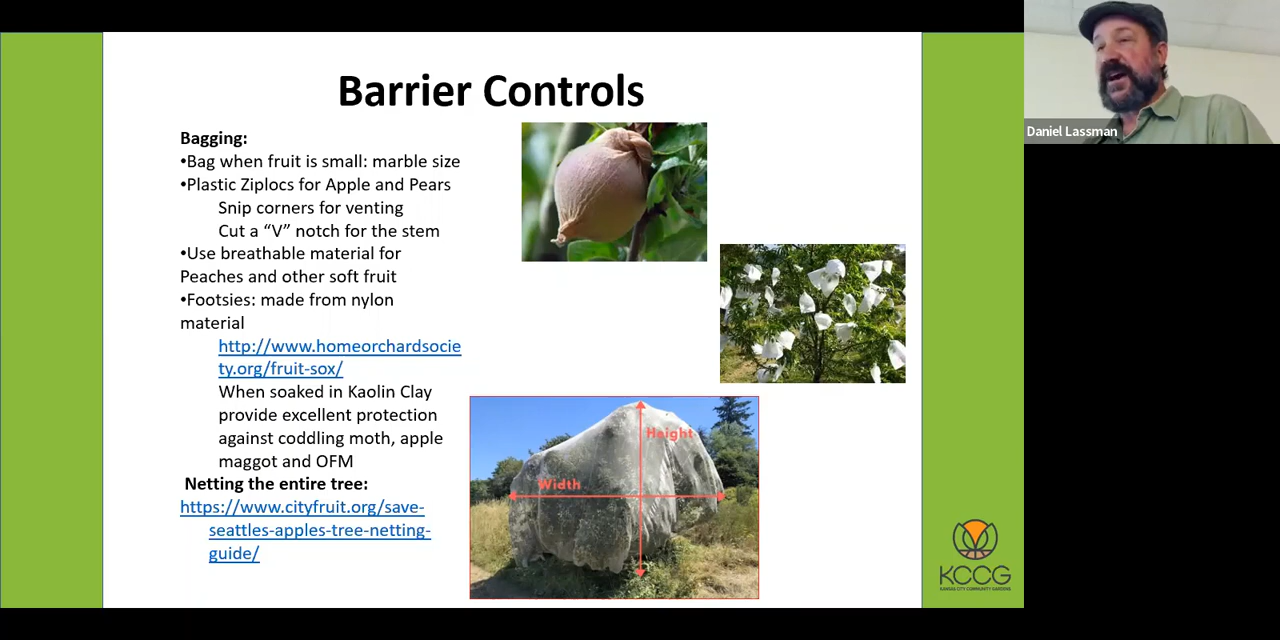 Barrier Controls
Bagging:
•Bag when fruit is small: marble size
•Plastic Ziplocs for Apple and Pears
Snip corners for venting
Cut a “V” notch for the stem
•Use breathable material for
Peaches and other soft fruit
•Footsies: made from nylon
material
http://www.homeorchardsocie
ty.org/fruit-sox/
When soaked in Kaolin Clay
provide excellent protection
against coddling moth, apple
maggot and OFM
Netting the entire tree:
https://www.cityfruit.org/save-
seattles-apples-tree-netting-
guide/
Height
Width
KCCG
KANSAS CITY COMMUNITY GARDENS
Daniel Lassman